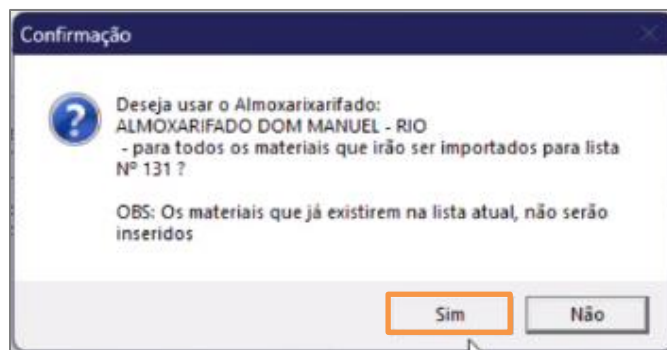 Confirmação
Deseja usar o Almoxarixarifado:
ALMOXARIFADO DOM MANUEL - RIO
- para todos os materiais que irão ser importados para lista
Nº 131 ?
OBS: Os materiais que já existirem na lista atual, não serão
inseridos
Sim
Não